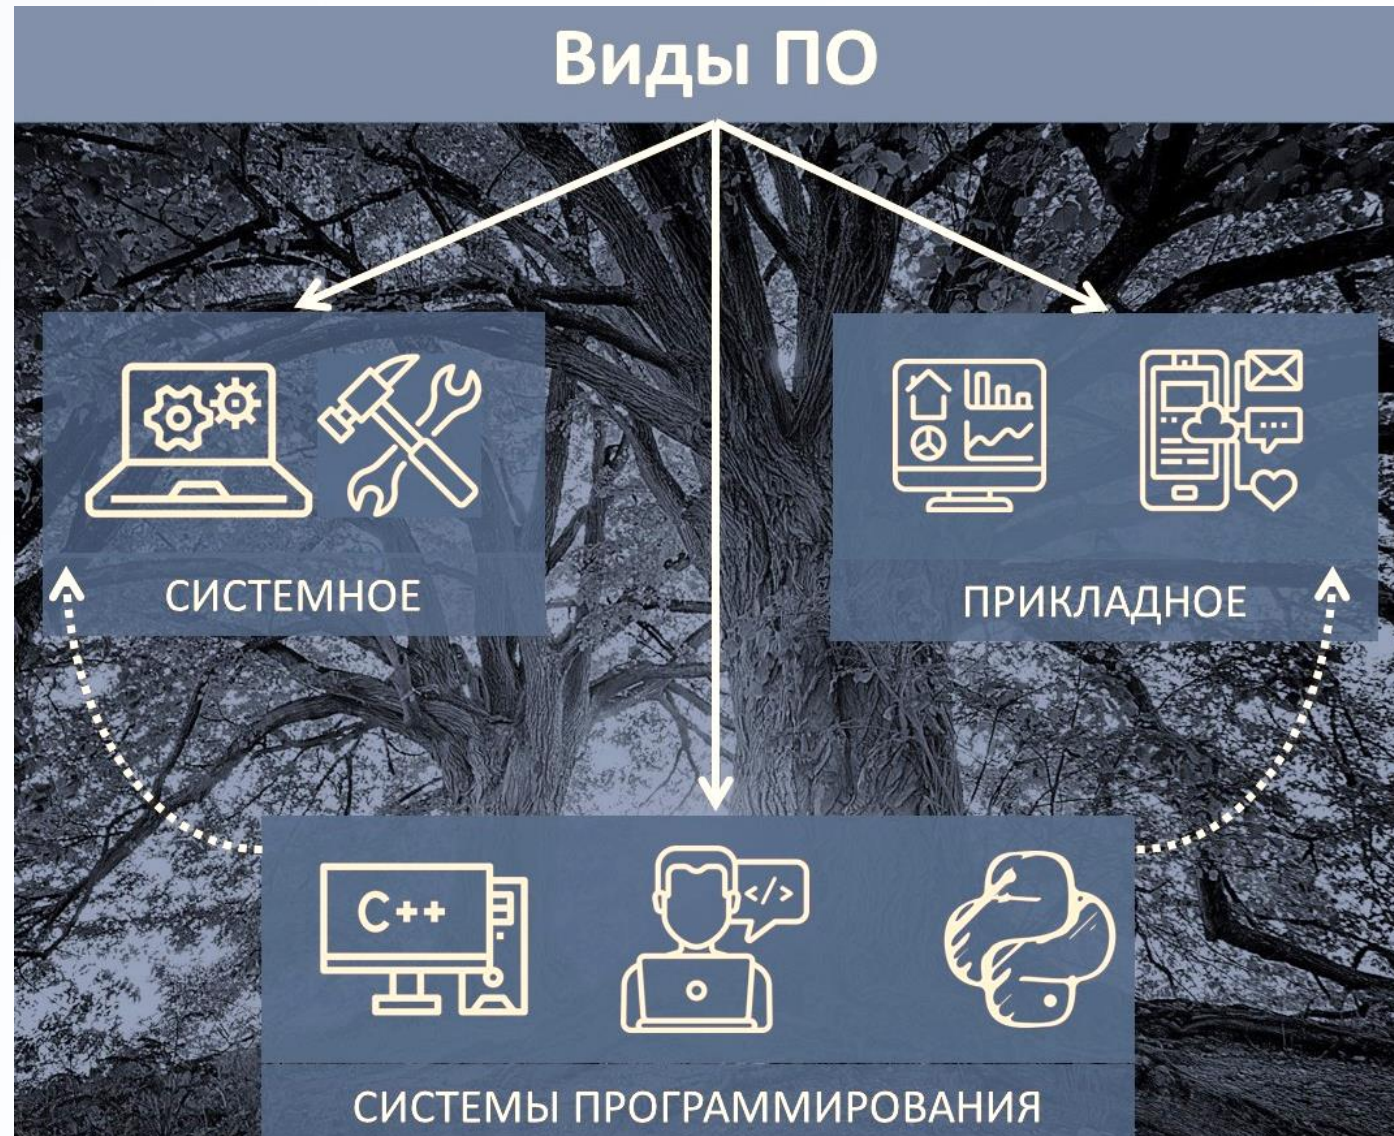 Виды ПО
СИСТЕМНОЕ
ПРИКЛАДНОЕ
C++
</>
СИСТЕМЫ ПРОГРАММИРОВАНИЯ